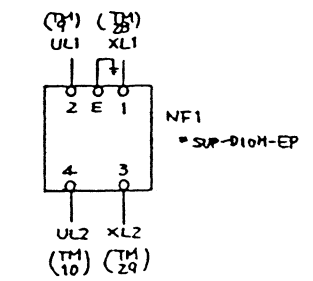 (TM 9) (TM 28)
UL1 XL1
2 E 1
NF1
* SUP-D10H-EP
4 3
UL2 XL2
(TM 10) (TM 29)